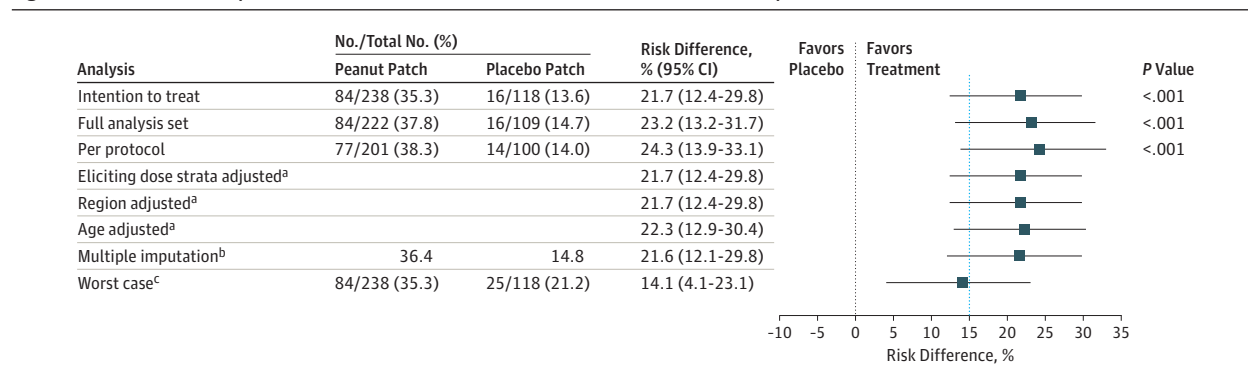 No./Total No. (%)
Risk Difference, Favors Favors
Analysis Peanut Patch Placebo Patch % (95% CI) Placebo Treatment P Value
Intention to treat 84/238 (35.3) 16/118 (13.6) 21.7 (12.4-29.8) <.001
Full analysis set 84/222 (37.8) 16/109 (14.7) 23.2 (13.2-31.7) <.001
Per protocol 77/201 (38.3) 14/100 (14.0) 24.3 (13.9-33.1) <.001
Eliciting dose strata adjustedᵃ 21.7 (12.4-29.8)
Region adjustedᵃ 21.7 (12.4-29.8)
Age adjustedᵃ 22.3 (12.9-30.4)
Multiple imputationᵇ 36.4 14.8 21.6 (12.1-29.8)
Worst caseᶜ 84/238 (35.3) 25/118 (21.2) 14.1 (4.1-23.1)
-10 -5 0 5 10 15 20 25 30 35
Risk Difference, %